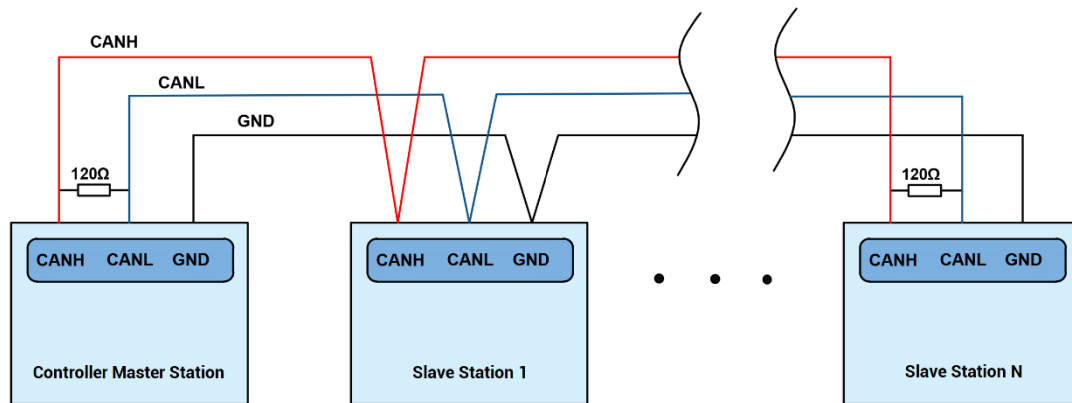 CANH
CANL
GND
120Ω
120Ω
CANH CANL GND
CANH CANL GND
CANH CANL GND
Controller Master Station
Slave Station 1
Slave Station N